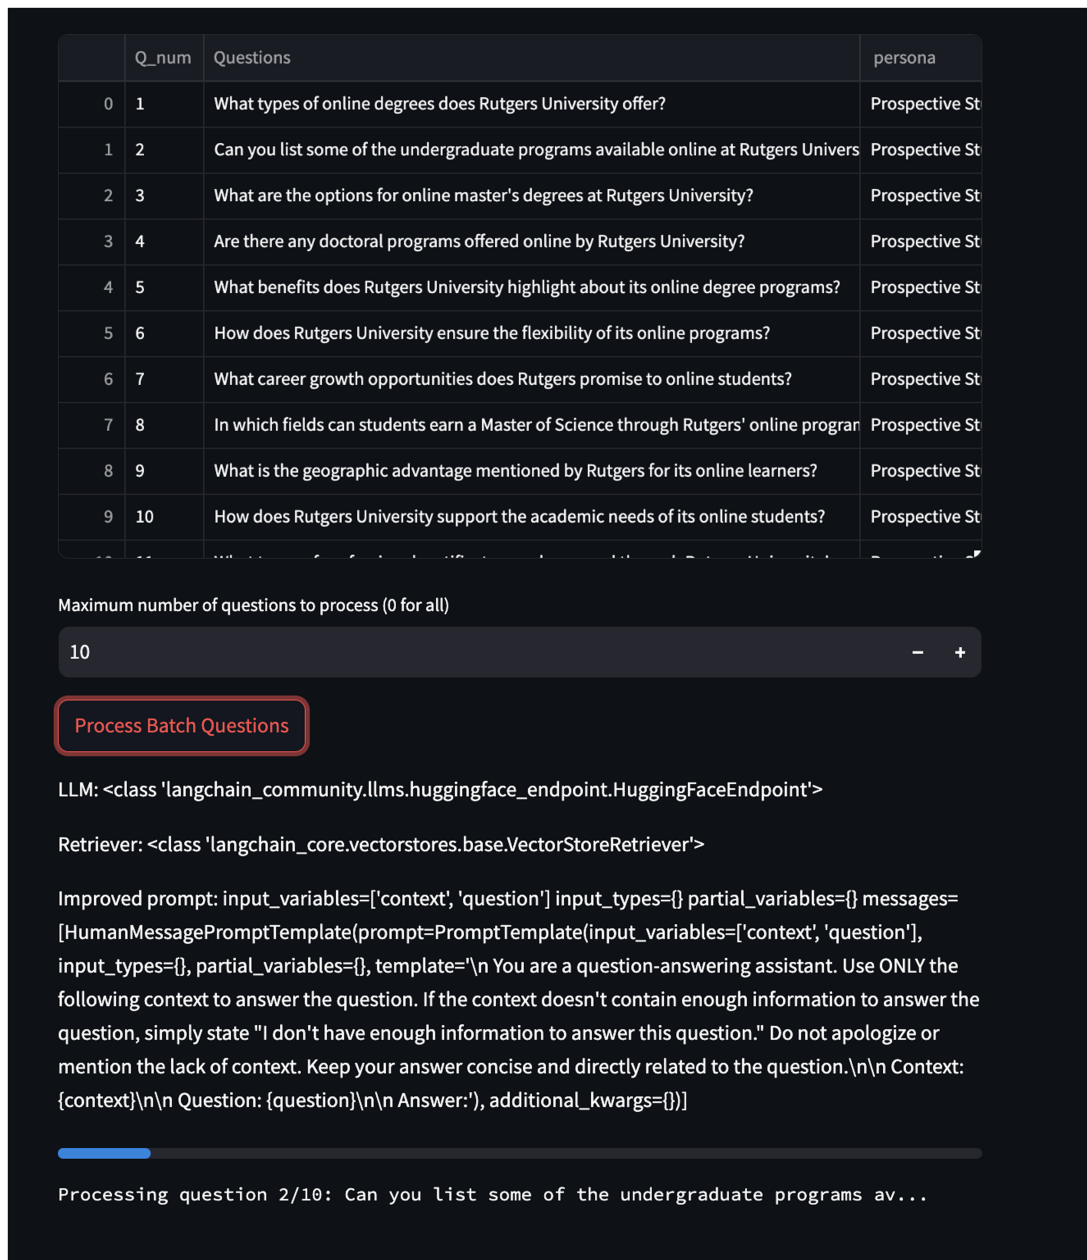 Q_num Questions persona
0 1 What types of online degrees does Rutgers University offer? Prospective St
1 2 Can you list some of the undergraduate programs available online at Rutgers Univers Prospective St
2 3 What are the options for online master's degrees at Rutgers University? Prospective St
3 4 Are there any doctoral programs offered online by Rutgers University? Prospective St
4 5 What benefits does Rutgers University highlight about its online degree programs? Prospective St
5 6 How does Rutgers University ensure the flexibility of its online programs? Prospective St
6 7 What career growth opportunities does Rutgers promise to online students? Prospective St
7 8 In which fields can students earn a Master of Science through Rutgers' online program Prospective St
8 9 What is the geographic advantage mentioned by Rutgers for its online learners? Prospective St
9 10 How does Rutgers University support the academic needs of its online students? Prospective St
Maximum number of questions to process (0 for all)
10 − +
Process Batch Questions
LLM: <class 'langchain_community.llms.huggingface_endpoint.HuggingFaceEndpoint'>
Retriever: <class 'langchain_core.vectorstores.base.VectorStoreRetriever'>
Improved prompt: input_variables=['context', 'question'] input_types={} partial_variables={} messages=
[HumanMessagePromptTemplate(prompt=PromptTemplate(input_variables=['context', 'question'],
input_types={}, partial_variables={}, template='\n You are a question-answering assistant. Use ONLY the
following context to answer the question. If the context doesn't contain enough information to answer the
question, simply state "I don't have enough information to answer this question." Do not apologize or
mention the lack of context. Keep your answer concise and directly related to the question.\n\n Context:
{context}\n\n Question: {question}\n\n Answer:'), additional_kwargs={})]
Processing question 2/10: Can you list some of the undergraduate programs av...